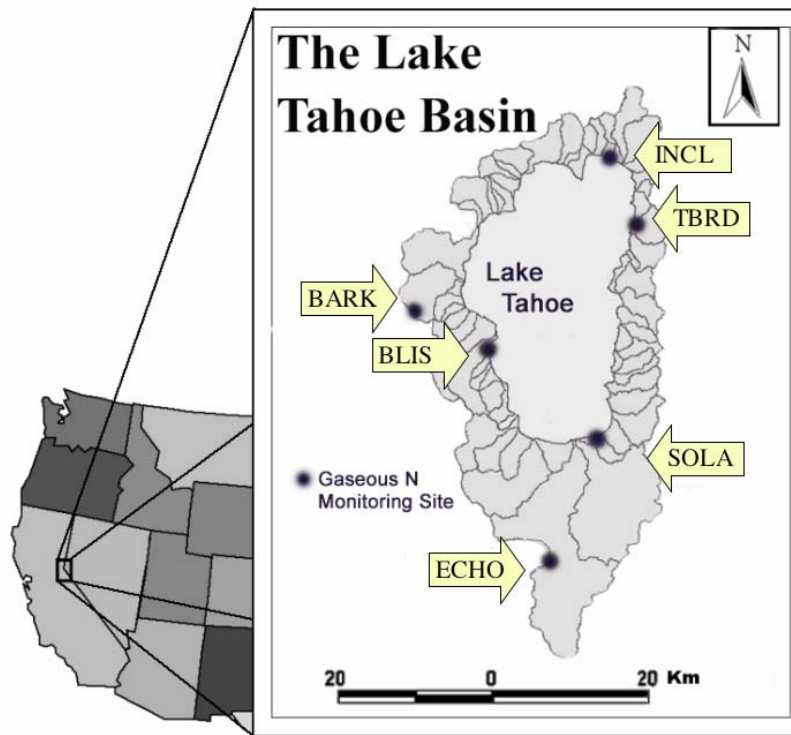 The Lake
Tahoe Basin
N
INCL
TBRD
Lake
Tahoe
BARK
BLIS
SOLA
Gaseous N
Monitoring Site
ECHO
20 0 20 Km